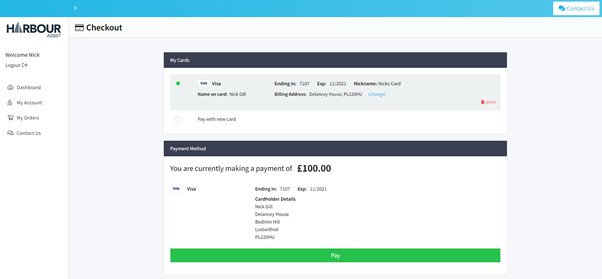 Contact Us
HARBOUR
ASSIST
Checkout
Welcome Nick
Logout
Dashboard
My Account
My Orders
Contact Us
My Cards
VISA Visa Ending in: 7107 Exp: 11/2021 Nickname: Nicks Card
Name on card: Nick Gill Billing Address: Delancey House, PL220HU (change)
Delete
Pay with new card
Payment Method
You are currently making a payment of £100.00
VISA Visa Ending in: 7107 Exp: 11/2021
Cardholder Details
Nick Gill
Delancey House
Bodmin Hill
Lostwithiel
PL220HU
Pay